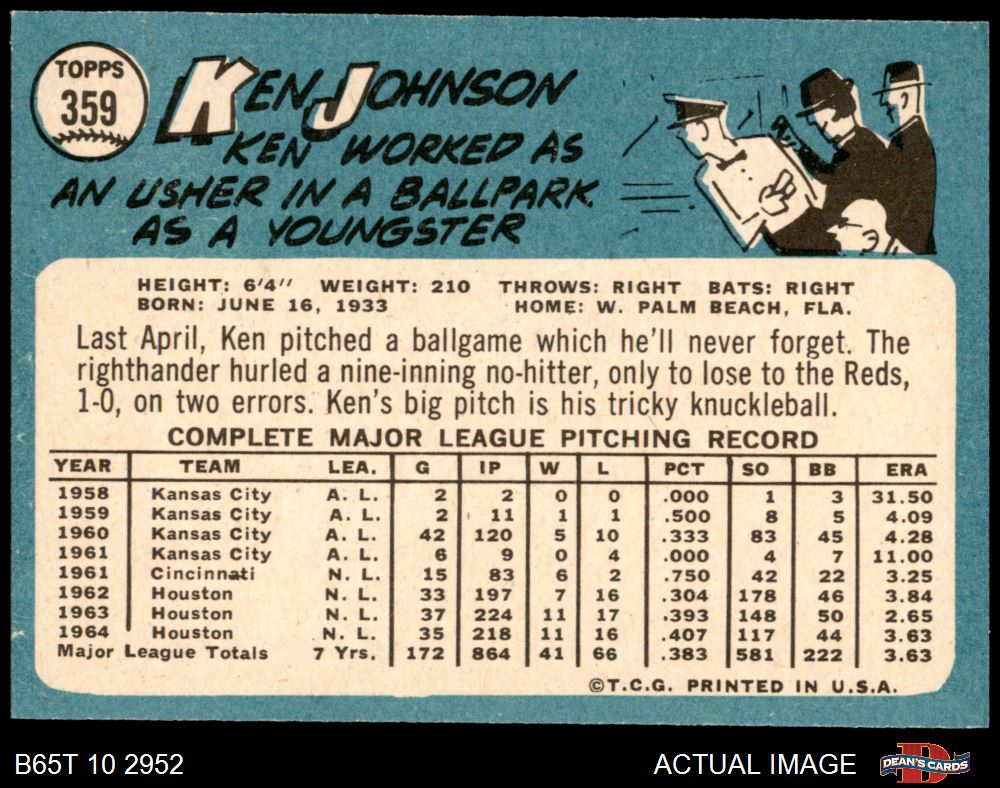 TOPPS
359
KEN JOHNSON
KEN WORKED AS
AN USHER IN A BALLPARK
AS A YOUNGSTER
HEIGHT: 6'4" WEIGHT: 210 THROWS: RIGHT BATS: RIGHT
BORN: JUNE 16, 1933 HOME: W. PALM BEACH, FLA.
Last April, Ken pitched a ballgame which he'll never forget. The
righthander hurled a nine-inning no-hitter, only to lose to the Reds,
1-0, on two errors. Ken's big pitch is his tricky knuckleball.
COMPLETE MAJOR LEAGUE PITCHING RECORD
YEAR TEAM LEA. G IP W L PCT SO BB ERA
1958 Kansas City A. L. 2 2 0 0 .000 1 3 31.50
1959 Kansas City A. L. 2 11 1 1 .500 8 5 4.09
1960 Kansas City A. L. 42 120 5 10 .333 83 45 4.28
1961 Kansas City A. L. 6 9 0 4 .000 4 7 11.00
1961 Cincinnati N. L. 15 83 6 2 .750 42 22 3.25
1962 Houston N. L. 33 197 7 16 .304 178 46 3.84
1963 Houston N. L. 37 224 11 17 .393 148 50 2.65
1964 Houston N. L. 35 218 11 16 .407 117 44 3.63
Major League Totals 7 Yrs. 172 864 41 66 .383 581 222 3.63
©T.C.G. PRINTED IN U.S.A.
B65T 10 2952 ACTUAL IMAGE DEAN'S CARDS